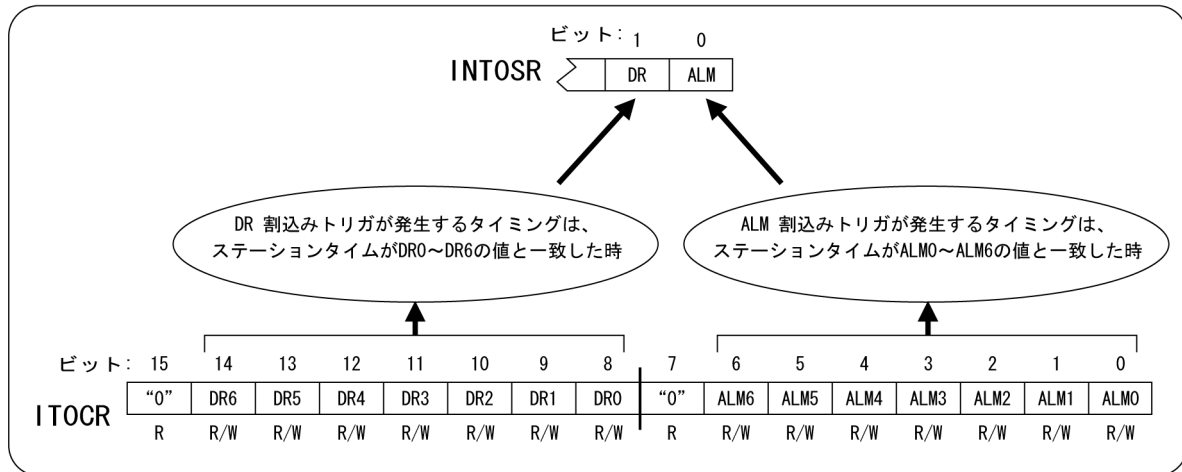 ビット: 1 0
INTOSR DR ALM
DR 割込みトリガが発生するタイミングは、
ステーションタイムがDR0～DR6の値と一致した時
ALM 割込みトリガが発生するタイミングは、
ステーションタイムがALM0～ALM6の値と一致した時
ビット: 15 14 13 12 11 10 9 8 7 6 5 4 3 2 1 0
ITOCR “0” DR6 DR5 DR4 DR3 DR2 DR1 DR0 “0” ALM6 ALM5 ALM4 ALM3 ALM2 ALM1 ALM0
R R/W R/W R/W R/W R/W R/W R/W R R/W R/W R/W R/W R/W R/W R/W